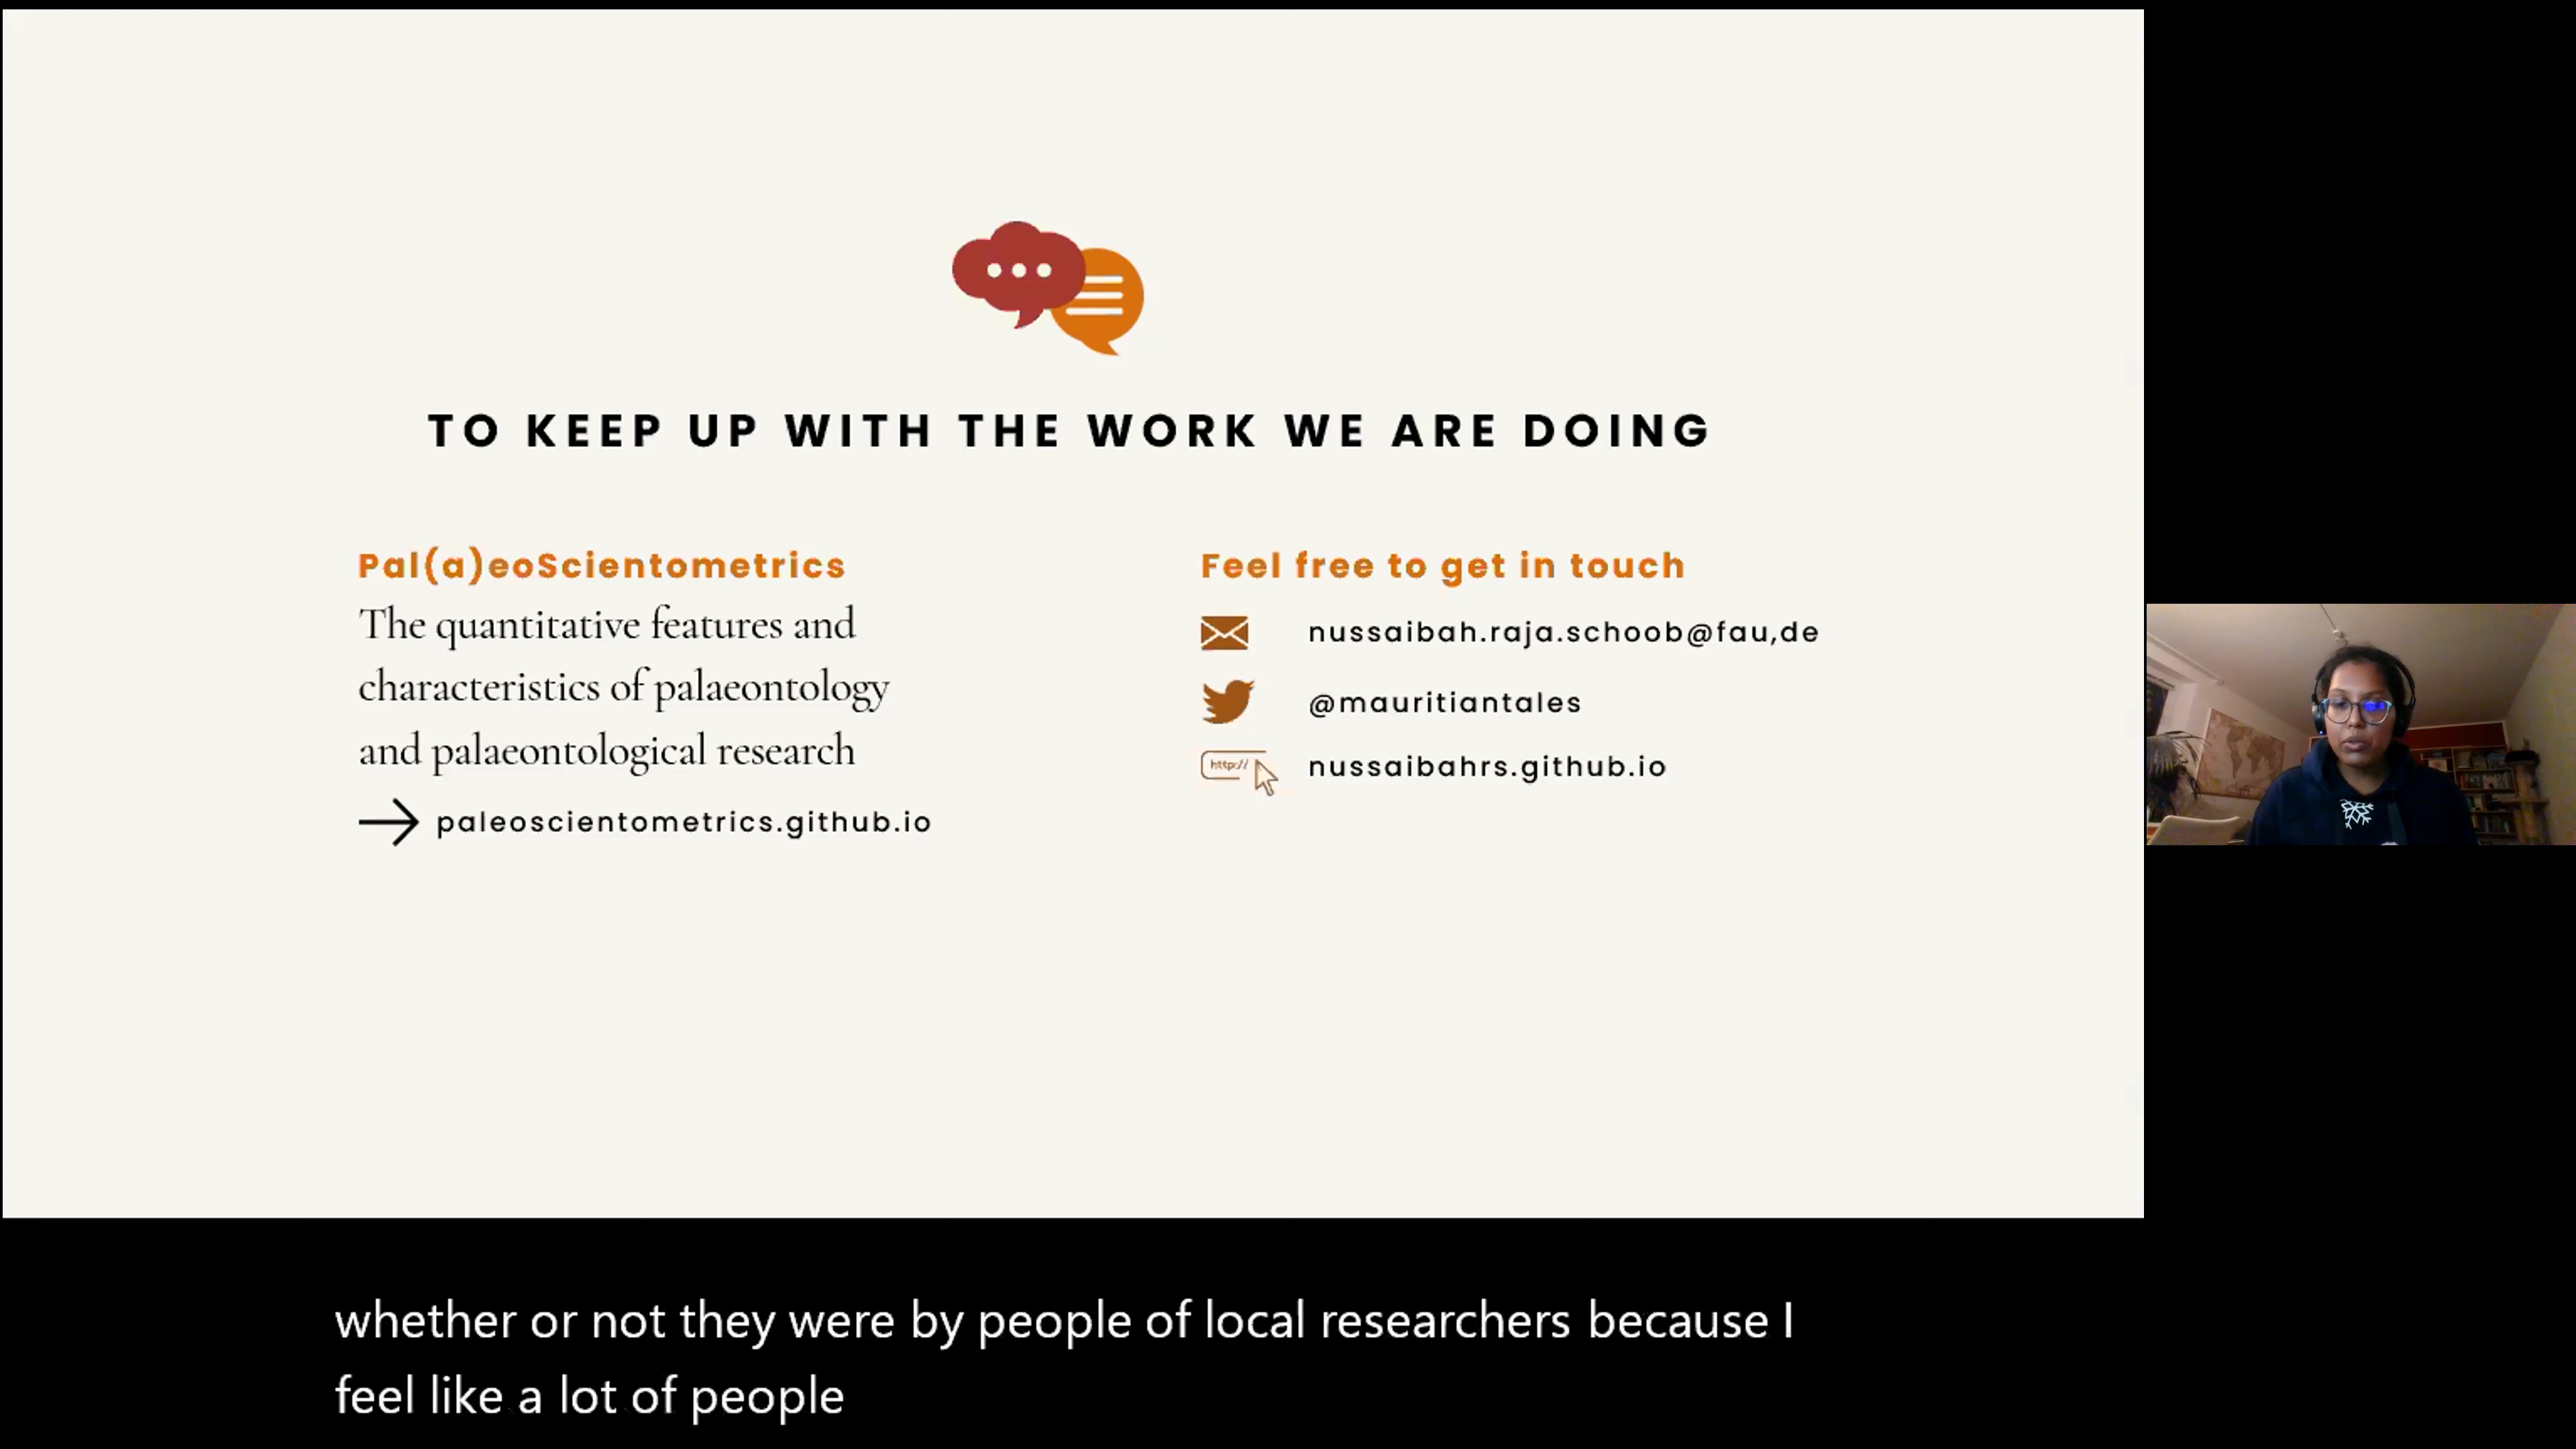 TO KEEP UP WITH THE WORK WE ARE DOING
Pal(a)eoScientometrics
The quantitative features and
characteristics of palaeontology
and palaeontological research
paleoscientometrics.github.io
Feel free to get in touch
nussaibah.raja.schoob@fau,de
@mauritiantales
http://
nussaibahrs.github.io
whether or not they were by people of local researchers because I
feel like a lot of people